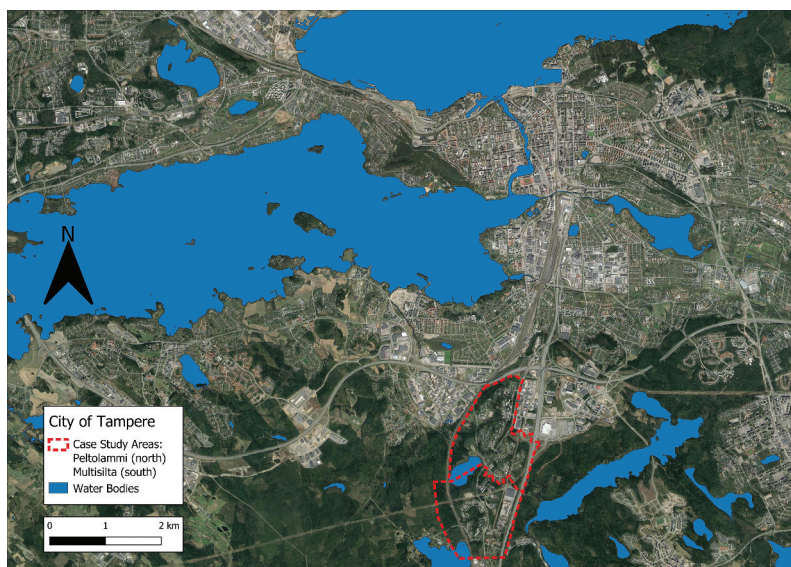 N
City of Tampere
Case Study Areas:
Peltolammi (north)
Multisilta (south)
Water Bodies
0 1 2 km